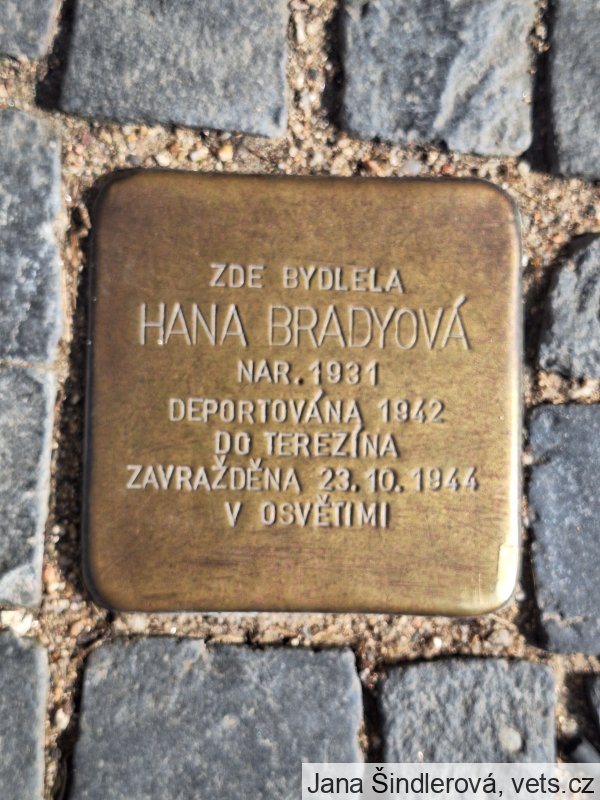 ZDE BYDLELA
HANA BRADYOVÁ
NAR. 1931
DEPORTOVÁNA 1942
DO TEREZÍNA
ZAVRAŽDĚNA 23.10.1944
V OSVĚTIMI
Jana Šindlerová, vets.cz